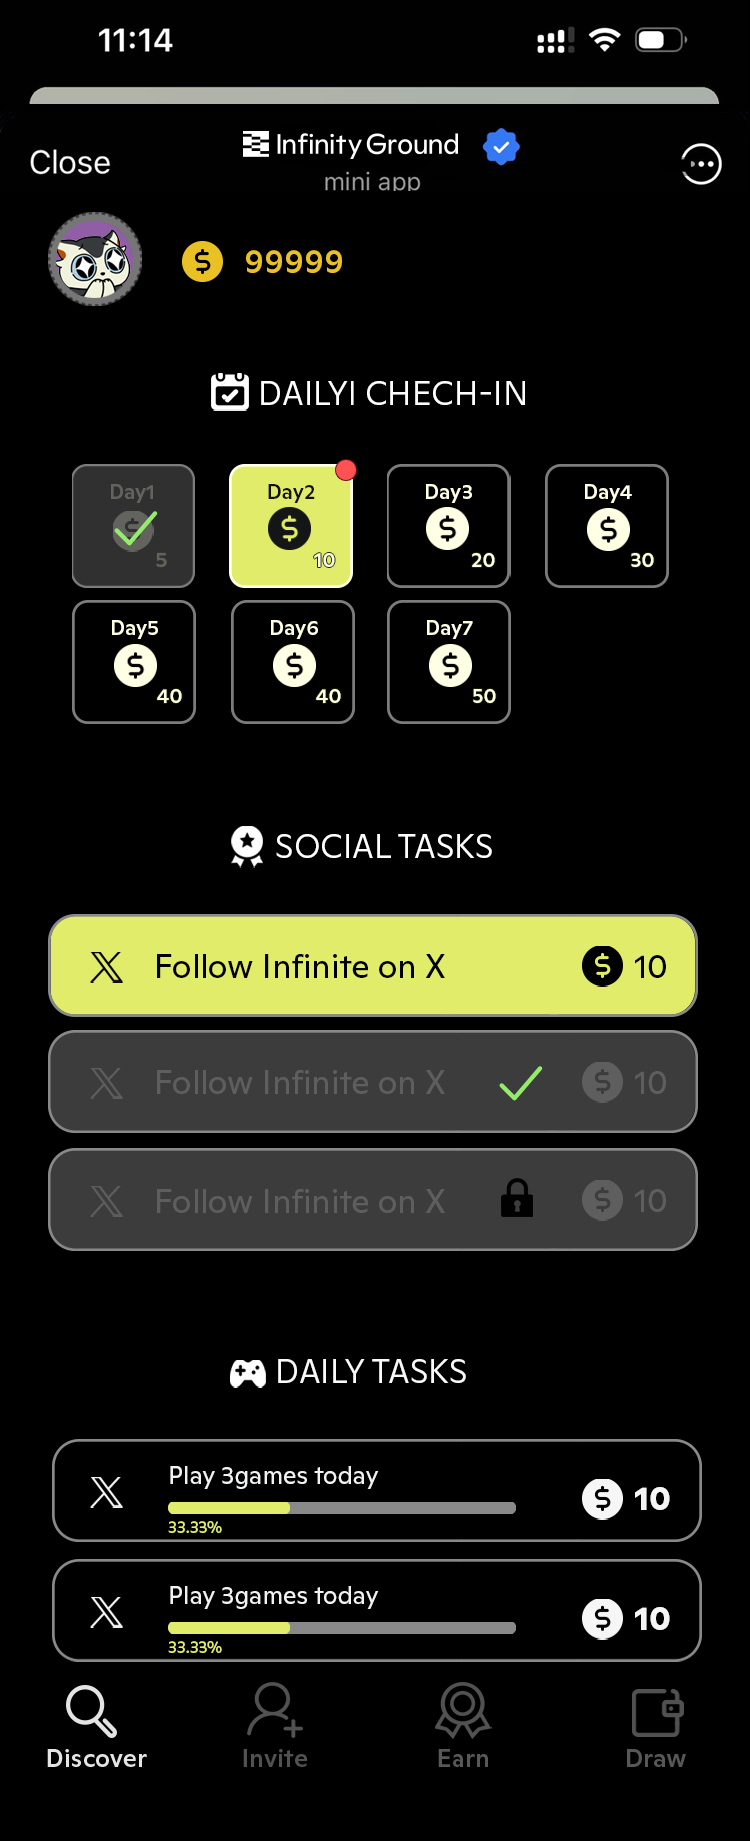 11:14
Close
Infinity Ground
mini app
$ 99999
DAILYI CHECH-IN
Day1
$
5
Day2
$
10
Day3
$
20
Day4
$
30
Day5
$
40
Day6
$
40
Day7
$
50
SOCIAL TASKS
X Follow Infinite on X $ 10
X Follow Infinite on X $ 10
X Follow Infinite on X $ 10
DAILY TASKS
Play 3games today
X $ 10
33.33%
Play 3games today
X $ 10
33.33%
Discover Invite Earn Draw